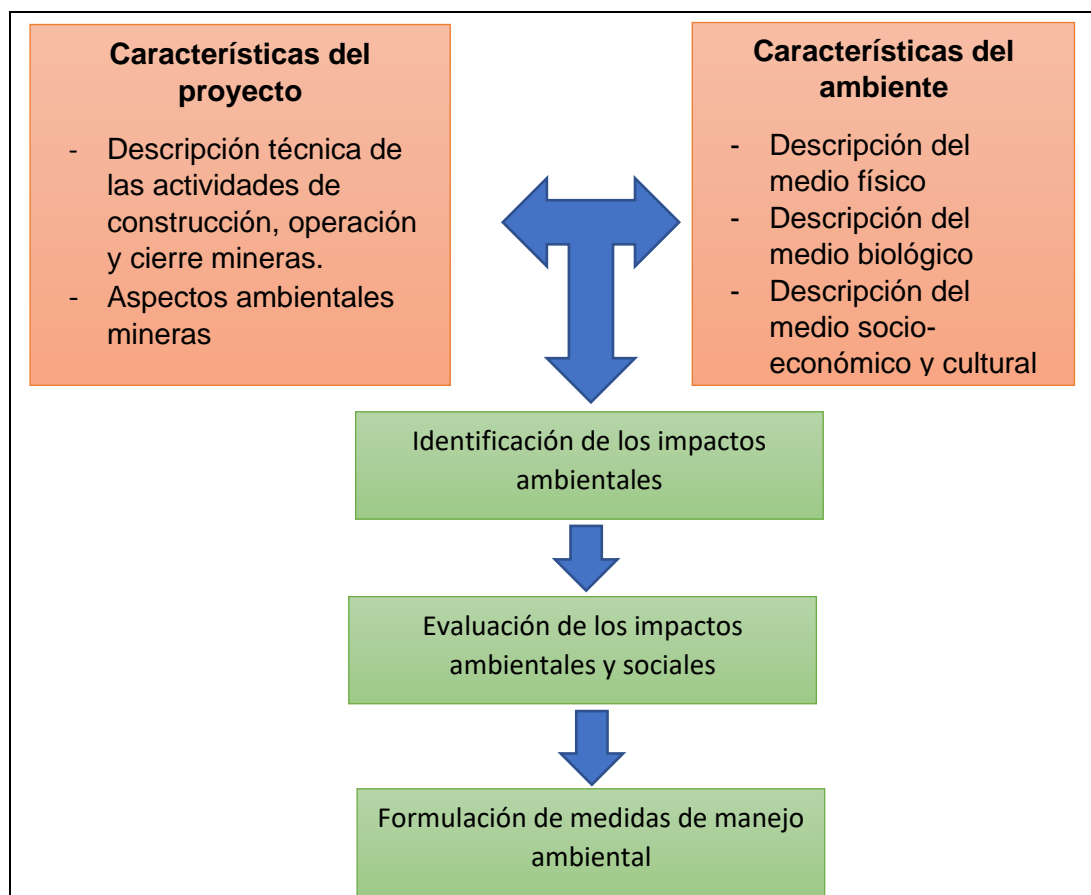 Características del
proyecto
- Descripción técnica de
las actividades de
construcción, operación
y cierre mineras.
- Aspectos ambientales
mineras
Características del
ambiente
- Descripción del
medio físico
- Descripción del
medio biológico
- Descripción del
medio socio-
económico y cultural
Identificación de los impactos
ambientales
Evaluación de los impactos
ambientales y sociales
Formulación de medidas de manejo
ambiental